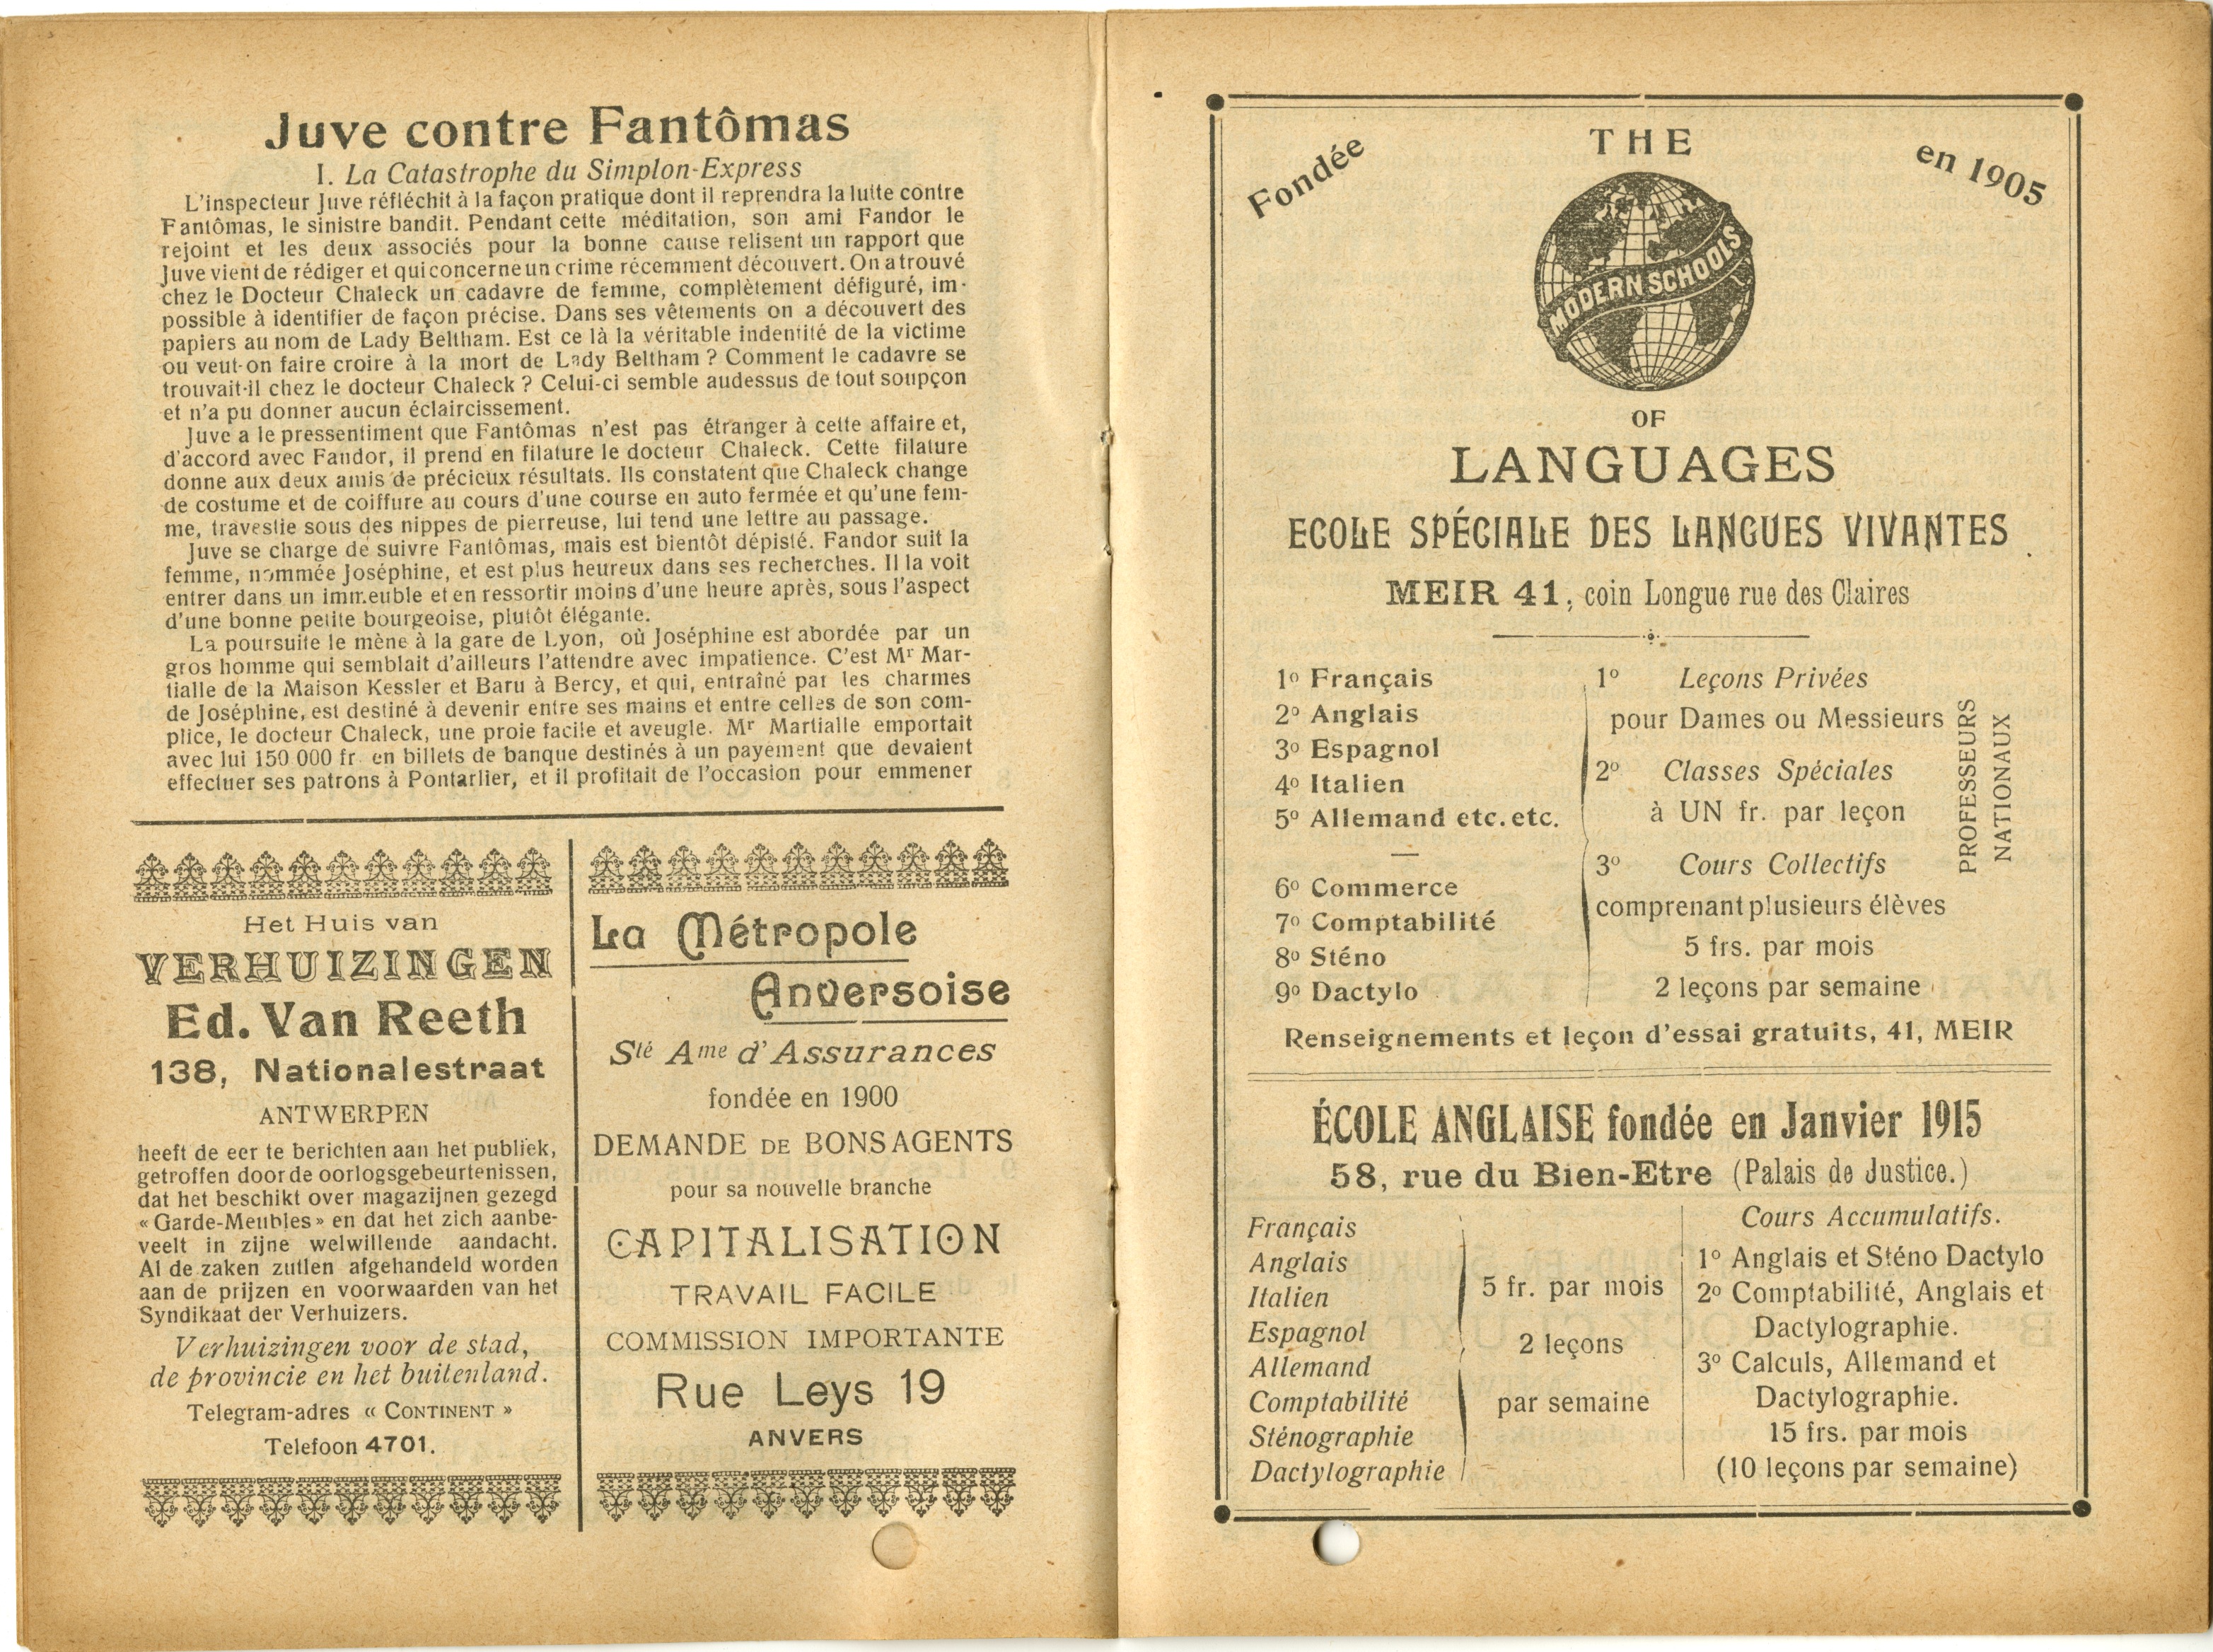 Juve contre Fantômas
I. La Catastrophe du Simplon-Express
L'inspecteur Juve réfléchit à la façon pratique dont il reprendra la lutte contre
Fantômas, le sinistre bandit. Pendant cette méditation, son ami Fandor le
rejoint et les deux associés pour la bonne cause relisent un rapport que
Juve vient de rédiger et qui concerne un crime récemment découvert. On a trouvé
chez le Docteur Chaleck un cadavre de femme, complètement défiguré, im-
possible à identifier de façon précise. Dans ses vêtements on a découvert des
papiers au nom de Lady Beltham. Est ce là la véritable indentité de la victime
ou veut-on faire croire à la mort de Lady Beltham ? Comment le cadavre se
trouvait-il chez le docteur Chaleck ? Celui-ci semble audessus de tout soupçon
et n'a pu donner aucun éclaircissement.
Juve a le pressentiment que Fantômas n'est pas étranger à cette affaire et,
d'accord avec Fandor, il prend en filature le docteur Chaleck. Cette filature
donne aux deux amis de précieux résultats. Ils constatent que Chaleck change
de costume et de coiffure au cours d'une course en auto fermée et qu'une fem-
me, travestie sous des nippes de pierreuse, lui tend une lettre au passage.
Juve se charge de suivre Fantômas, mais est bientôt dépisté. Fandor suit la
femme, nommée Joséphine, et est plus heureux dans ses recherches. Il la voit
entrer dans un immeuble et en ressortir moins d'une heure après, sous l'aspect
d'une bonne petite bourgeoise, plutôt élégante.
La poursuite le mène à la gare de Lyon, où Joséphine est abordée par un
gros homme qui semblait d'ailleurs l'attendre avec impatience. C'est Mr Mar-
tialle de la Maison Kessler et Baru à Bercy, et qui, entraîné par les charmes
de Joséphine, est destiné à devenir entre ses mains et entre celles de son com-
plice, le docteur Chaleck, une proie facile et aveugle. Mr Martialle emportait
avec lui 150 000 fr. en billets de banque destinés à un payement que devaient
effectuer ses patrons à Pontarlier, et il profitait de l'occasion pour emmener
Het Huis van
VERHUIZINGEN
Ed. Van Reeth
138, Nationalestraat
ANTWERPEN
heeft de eer te berichten aan het publiek,
getroffen door de oorlogsgebeurtenissen,
dat het beschikt over magazijnen gezegd
« Garde-Meubles » en dat het zich aanbe-
veelt in zijne welwillende aandacht.
Al de zaken zutlen afgehandeld worden
aan de prijzen en voorwaarden van het
Syndikaat der Verhuizers.
Verhuizingen voor de stad,
de provincie en het buitenland.
Telegram-adres « CONTINENT »
Telefoon 4701.
La Métropole
Anversoise
Sté Ame d'Assurances
fondée en 1900
DEMANDE DE BONS AGENTS
pour sa nouvelle branche
CAPITALISATION
TRAVAIL FACILE
COMMISSION IMPORTANTE
Rue Leys 19
ANVERS
Fondée
THE
en 1905
MODERN SCHOOLS
OF
LANGUAGES
ECOLE SPÉCIALE DES LANGUES VIVANTES
MEIR 41, coin Longue rue des Claires
1º Français
2º Anglais
3º Espagnol
4º Italien
5º Allemand etc. etc.
6º Commerce
7º Comptabilité
8º Sténo
9º Dactylo
1º Leçons Privées
pour Dames ou Messieurs
2º Classes Spéciales
à UN fr. par leçon
3º Cours Collectifs
comprenant plusieurs élèves
5 frs. par mois
2 leçons par semaine
PROFESSEURS
NATIONAUX
Renseignements et leçon d'essai gratuits, 41, MEIR
ÉCOLE ANGLAISE fondée en Janvier 1915
58, rue du Bien-Etre (Palais de Justice.)
Français
Anglais
Italien
Espagnol
Allemand
Comptabilité
Sténographie
Dactylographie
5 fr. par mois
2 leçons
par semaine
Cours Accumulatifs.
1º Anglais et Sténo Dactylo
2º Comptabilité, Anglais et
Dactylographie.
3º Calculs, Allemand et
Dactylographie.
15 frs. par mois
(10 leçons par semaine)